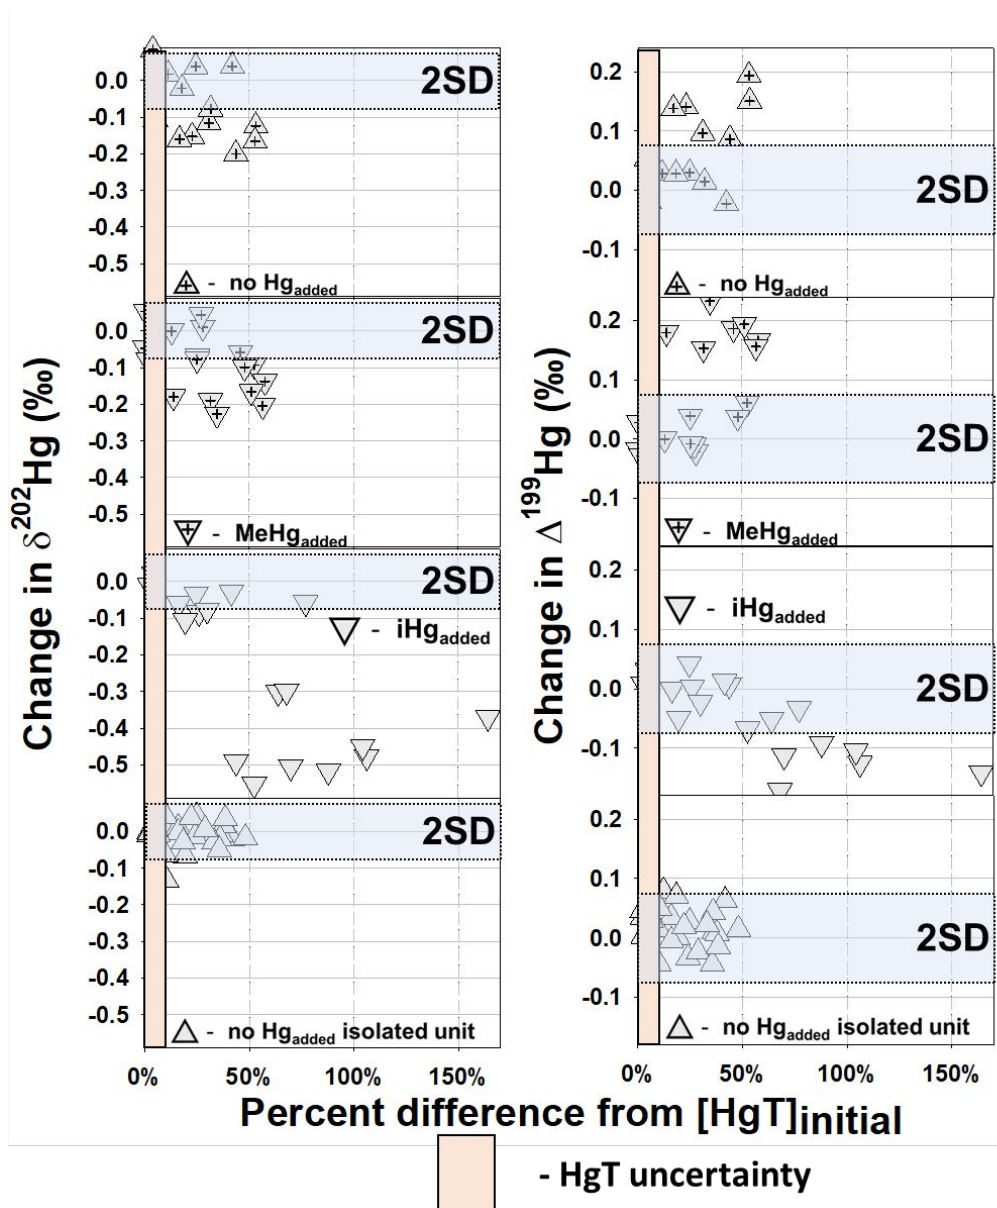 Change in δ202Hg (‰)
0.0
-0.1
-0.2
-0.3
-0.4
-0.5
2SD
- no Hgadded
0.0
-0.1
-0.2
-0.3
-0.4
-0.5
2SD
- MeHgadded
0.0
-0.1
-0.2
-0.3
-0.4
-0.5
2SD
- iHgadded
0.0
-0.1
-0.2
-0.3
-0.4
-0.5
2SD
- no Hgadded isolated unit
0%
50%
100%
150%
Change in Δ199Hg (‰)
0.2
0.1
0.0
-0.1
2SD
- no Hgadded
0.2
0.1
0.0
-0.1
2SD
- MeHgadded
0.2
0.1
0.0
-0.1
- iHgadded
2SD
0.2
0.1
0.0
-0.1
2SD
- no Hgadded isolated unit
0%
50%
100%
150%
Percent difference from [HgT]initial
- HgT uncertainty